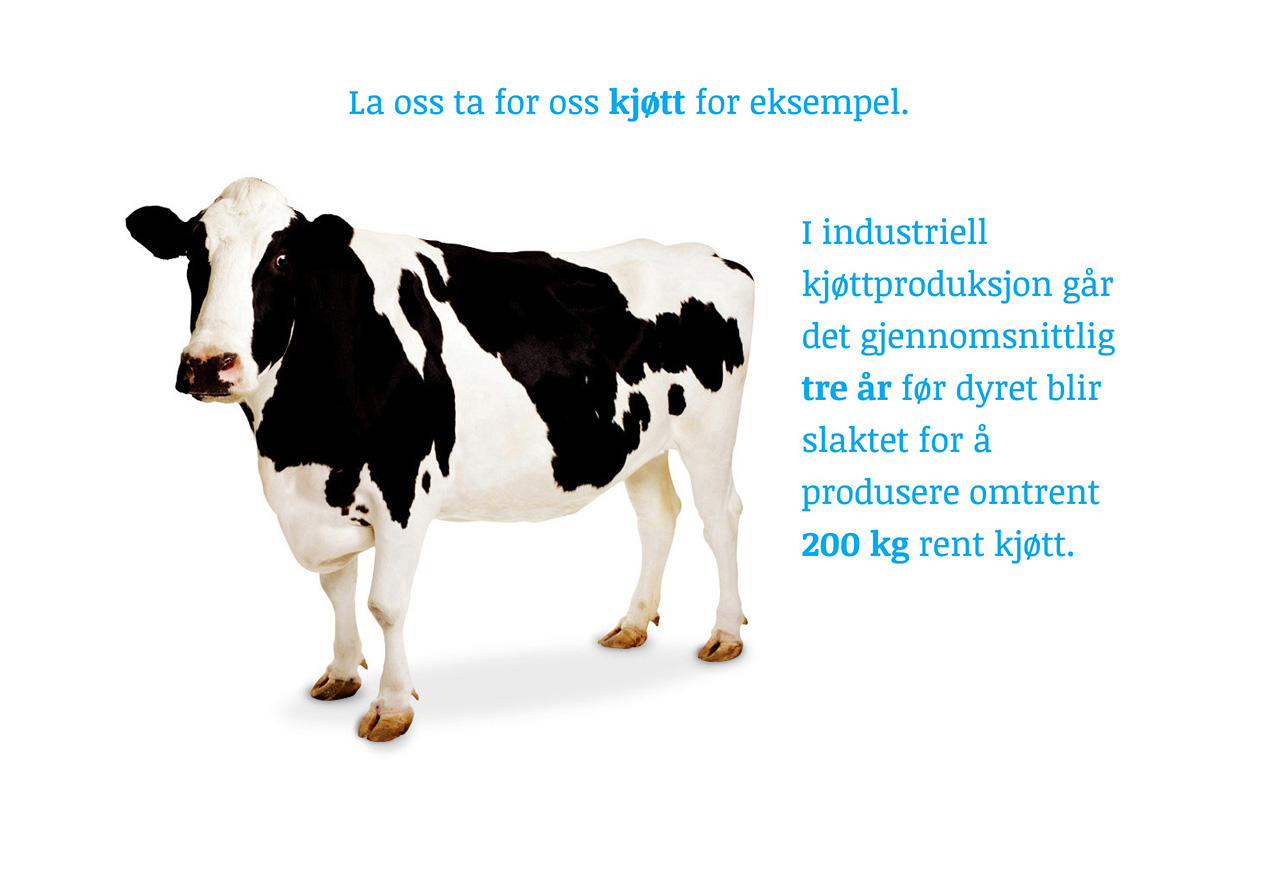 La oss ta for oss kjøtt for eksempel.
I industriell
kjøttproduksjon går
det gjennomsnittlig
tre år før dyret blir
slaktet for å
produsere omtrent
200 kg rent kjøtt.